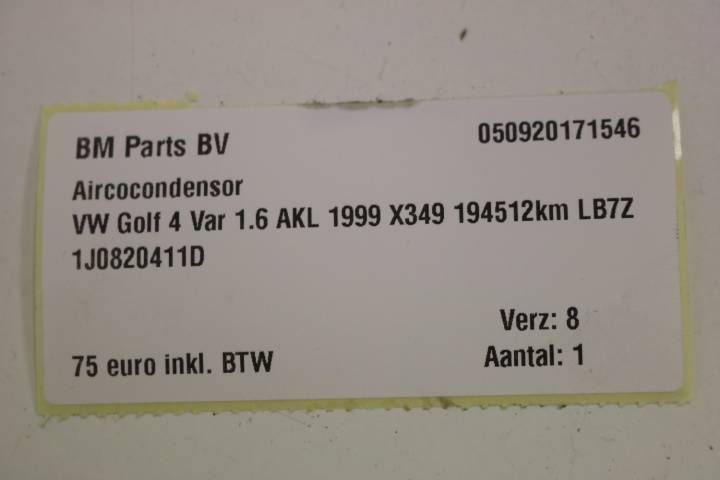 BM Parts BV 050920171546
Aircocondensor
VW Golf 4 Var 1.6 AKL 1999 X349 194512km LB7Z
1J0820411D
Verz: 8
75 euro inkl. BTW Aantal: 1